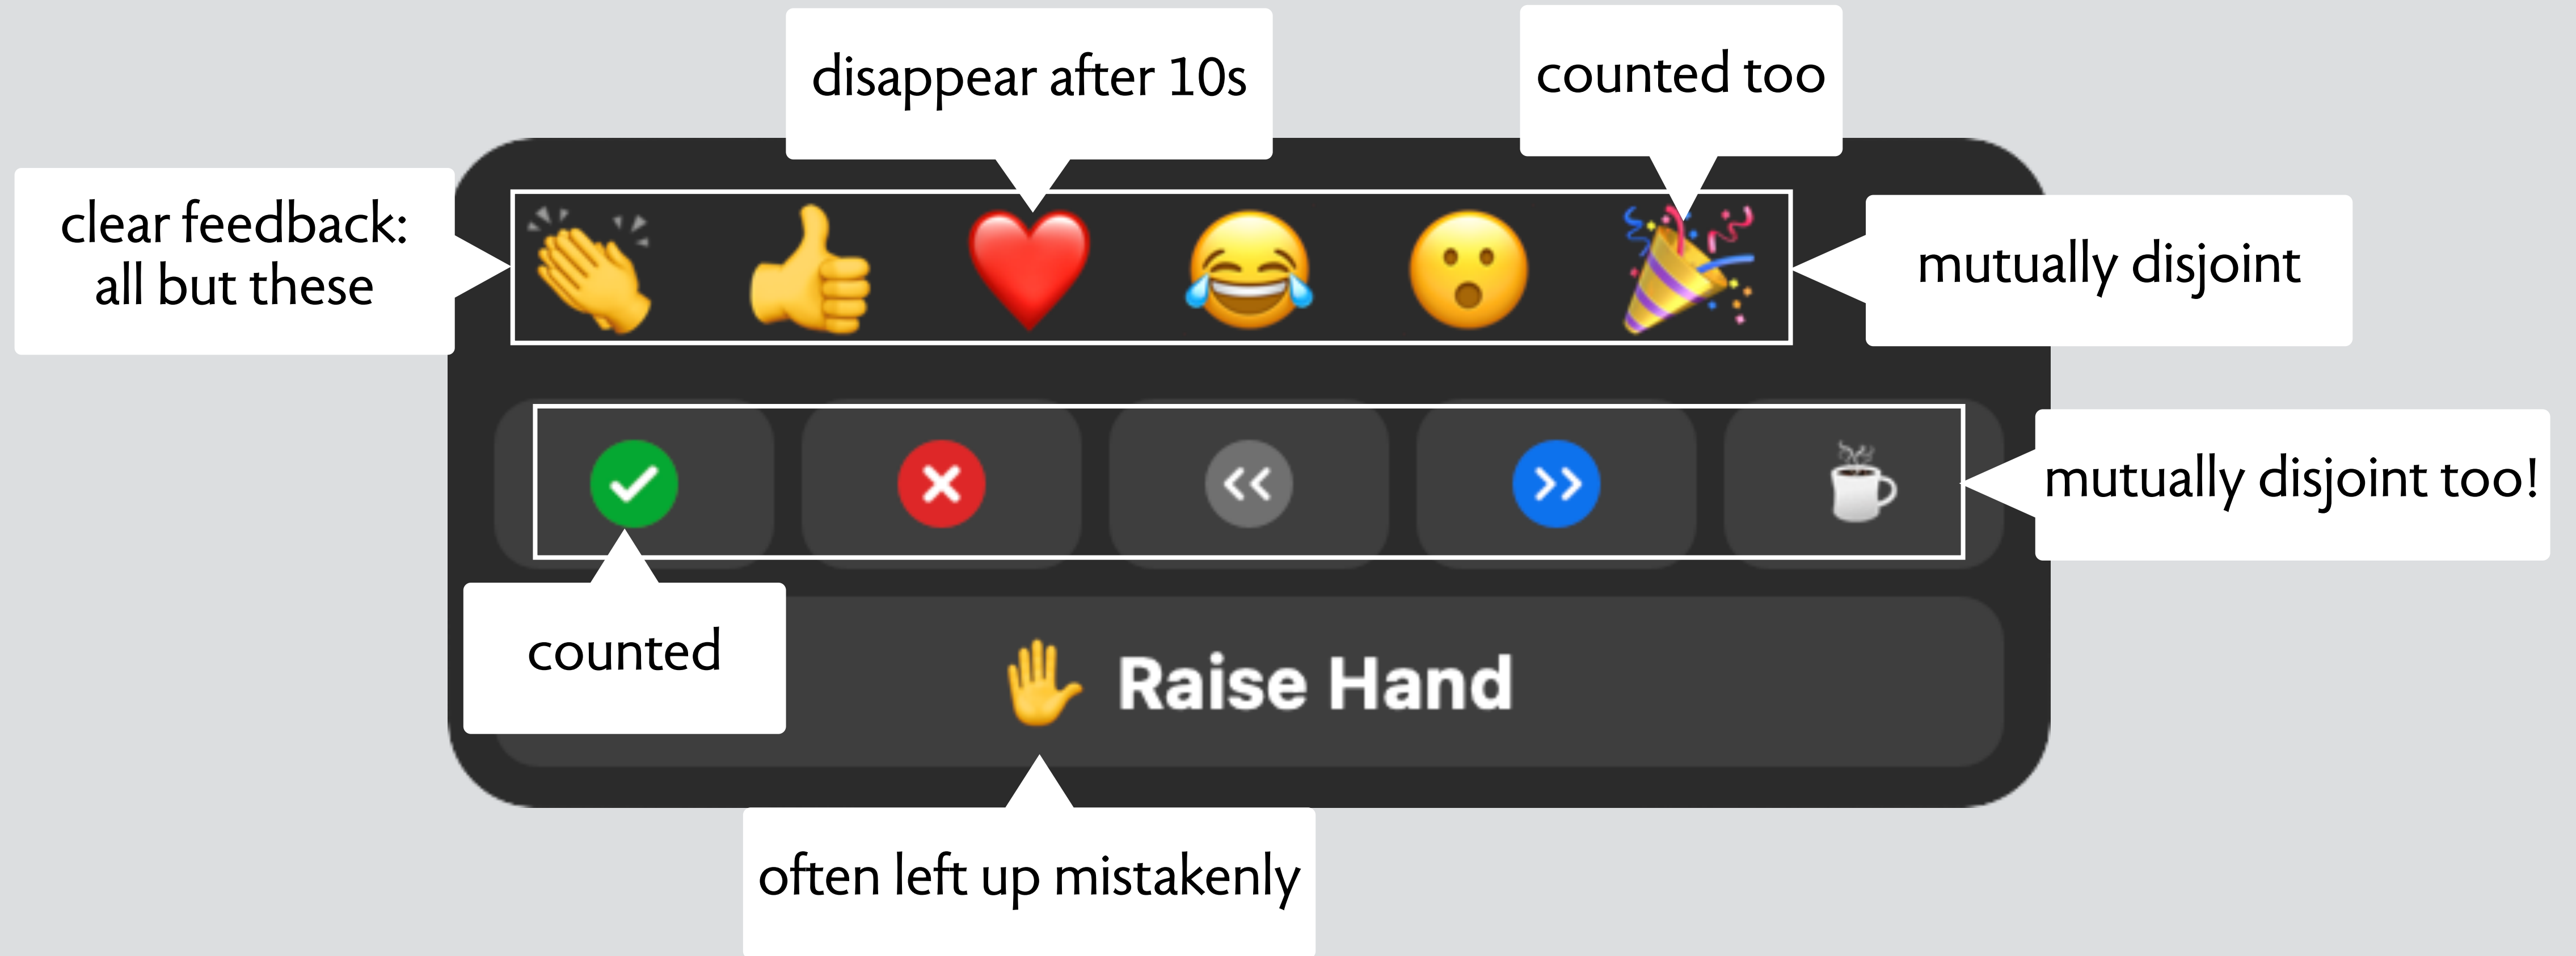 disappear after 10s
counted too
clear feedback:
all but these
mutually disjoint
mutually disjoint too!
counted
Raise Hand
often left up mistakenly